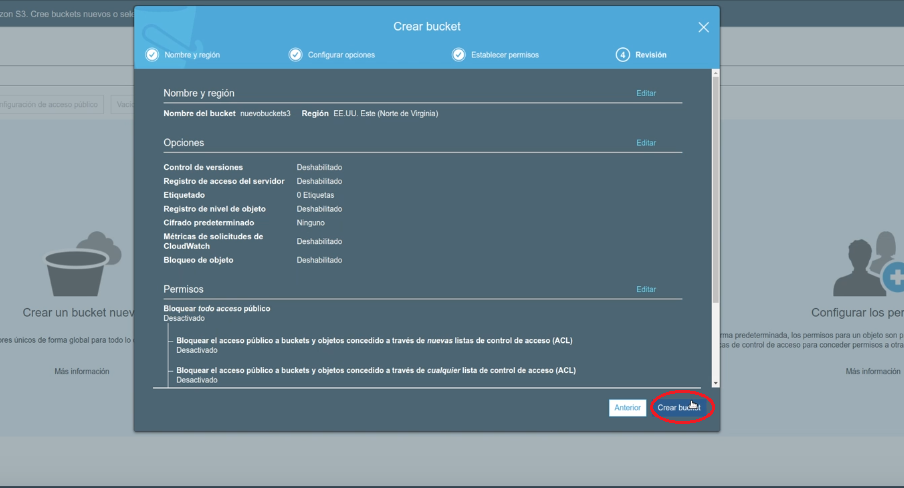 zon S3. Cree buckets nuevos o sele
Crear bucket
Nombre y región
Configurar opciones
Establecer permisos
4 Revisión
nfiguración de acceso público
Vacia
Nombre y región Editar
Nombre del bucket nuevobuckets3 Región EE.UU. Este (Norte de Virginia)
Opciones Editar
Control de versiones Deshabilitado
Registro de acceso del servidor Deshabilitado
Etiquetado 0 Etiquetas
Registro de nivel de objeto Deshabilitado
Cifrado predeterminado Ninguno
Métricas de solicitudes de
CloudWatch Deshabilitado
Bloqueo de objeto Deshabilitado
Permisos Editar
Bloquear todo acceso público
Desactivado
Bloquear el acceso público a buckets y objetos concedido a través de nuevas listas de control de acceso (ACL)
Desactivado
Bloquear el acceso público a buckets y objetos concedido a través de cualquier lista de control de acceso (ACL)
Desactivado
Anterior
Crear bucket
Crear un bucket nuev
ores únicos de forma global para todo lo
Más información
Configurar los per
rma predeterminada, los permisos para un objeto son p
as de control de acceso para conceder permisos a otra
Más información